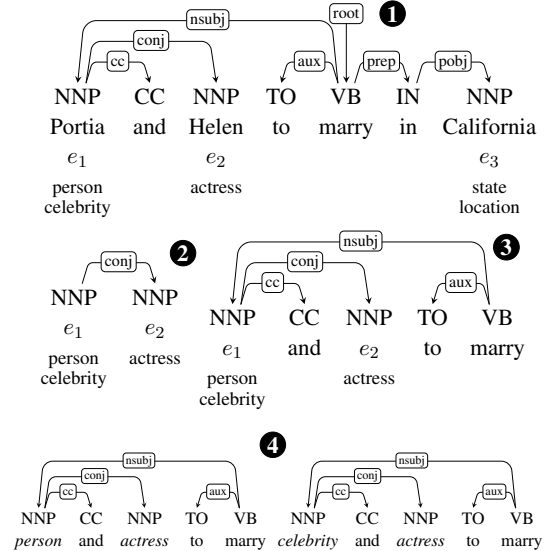 root
1
nsubj
conj
cc aux prep pobj
NNP CC NNP TO VB IN NNP
Portia and Helen to marry in California
e1 e2 e3
person actress state
celebrity location
2
conj
NNP NNP
e1 e2
person actress
celebrity
3
nsubj
conj
cc aux
NNP CC NNP TO VB
e1 and e2 to marry
person actress
celebrity
4
nsubj nsubj
conj conj
cc aux cc aux
NNP CC NNP TO VB NNP CC NNP TO VB
person and actress to marry celebrity and actress to marry